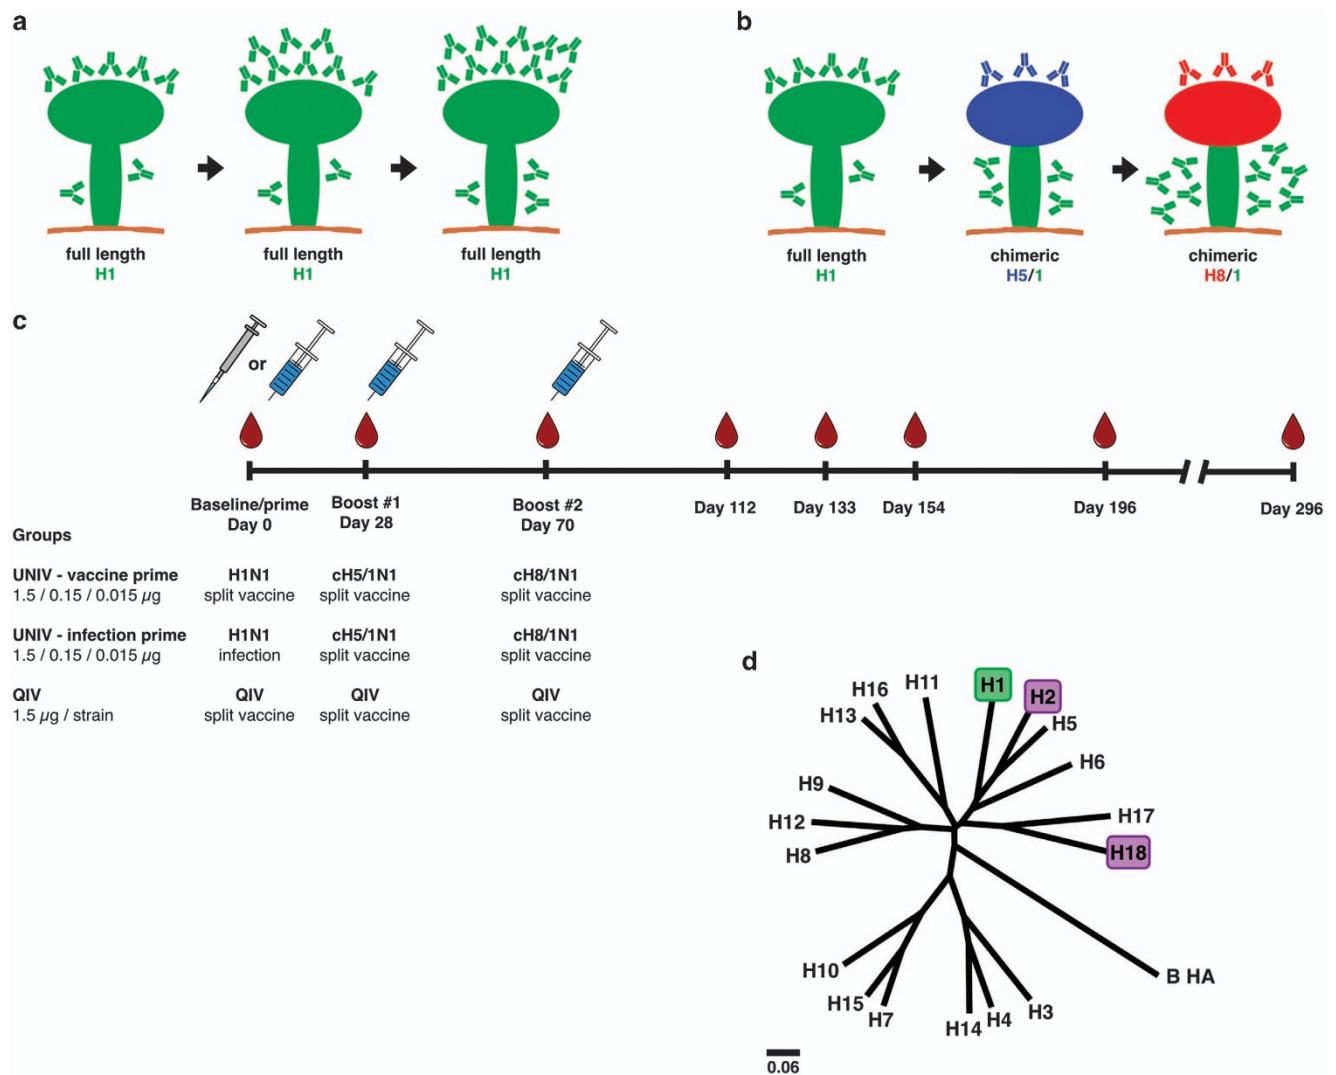 a
full length
H1
full length
H1
full length
H1
b
full length
H1
chimeric
H5/1
chimeric
H8/1
c
or
Baseline/prime
Day 0
Boost #1
Day 28
Boost #2
Day 70
Day 112
Day 133
Day 154
Day 196
Day 296
Groups
UNIV - vaccine prime
1.5 / 0.15 / 0.015 µg
H1N1
split vaccine
cH5/1N1
split vaccine
cH8/1N1
split vaccine
UNIV - infection prime
1.5 / 0.15 / 0.015 µg
H1N1
infection
cH5/1N1
split vaccine
cH8/1N1
split vaccine
QIV
1.5 µg / strain
QIV
split vaccine
QIV
split vaccine
QIV
split vaccine
d
H16
H11
H1
H2
H13
H5
H6
H9
H12
H17
H8
H18
H10
H15
H7
H14
H4
H3
B HA
0.06